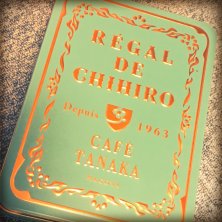 RÉGAL
DE
CHIHIRO
Depuis 1963
CAFÉ
TANAKA